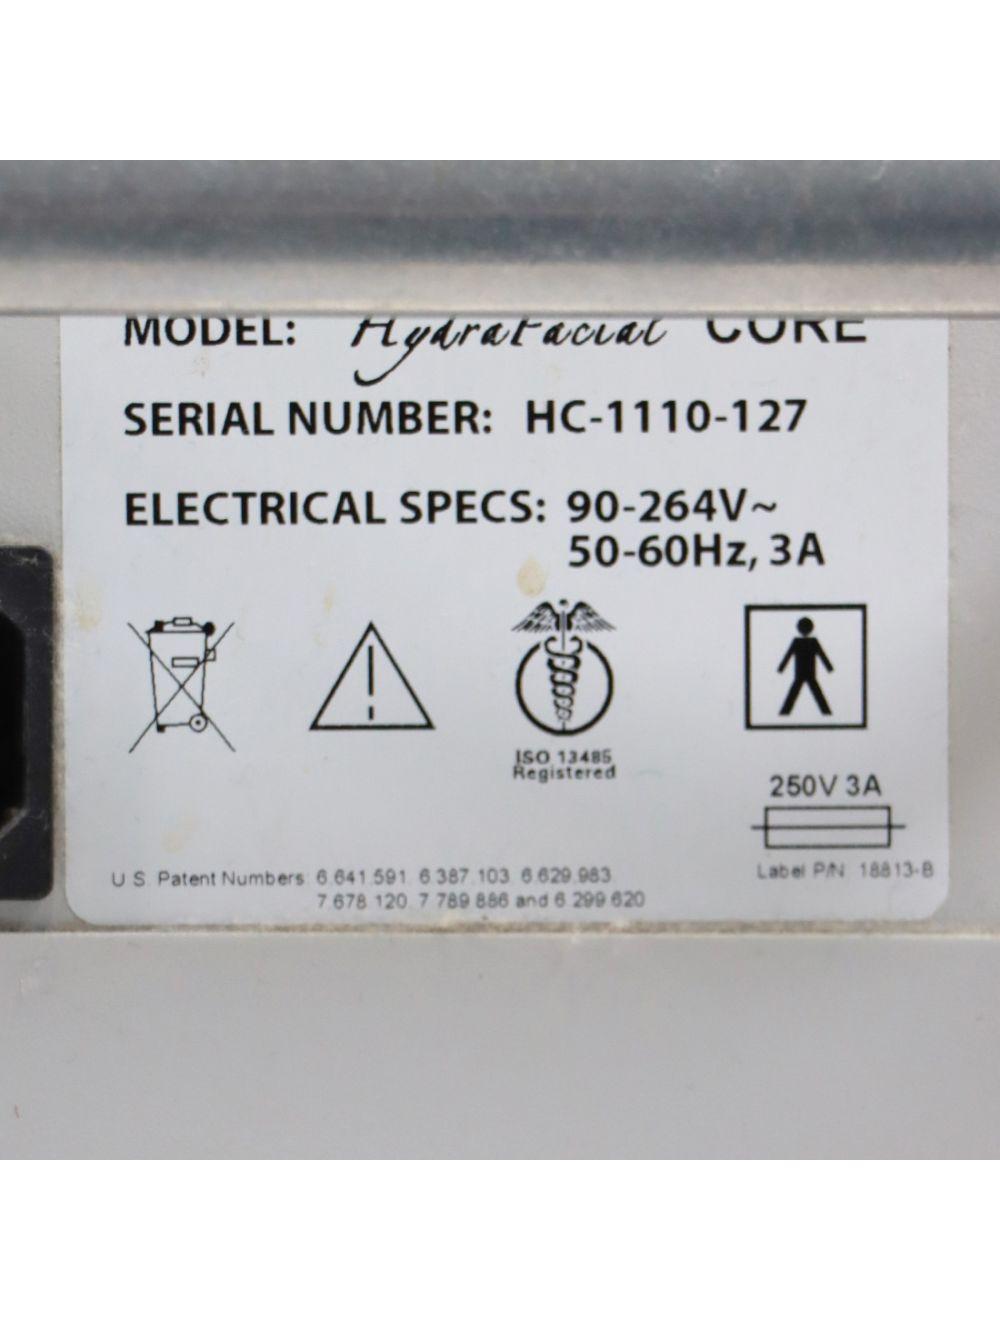 MODEL: HydraFacial CORE
SERIAL NUMBER: HC-1110-127
ELECTRICAL SPECS: 90-264V~
50-60Hz, 3A
ISO 13485
Registered
250V 3A
Label P/N 18813-B
U.S. Patent Numbers: 6.641.591, 6.387.103, 6.629.983
7.678.120, 7.789.886 and 6.299.620